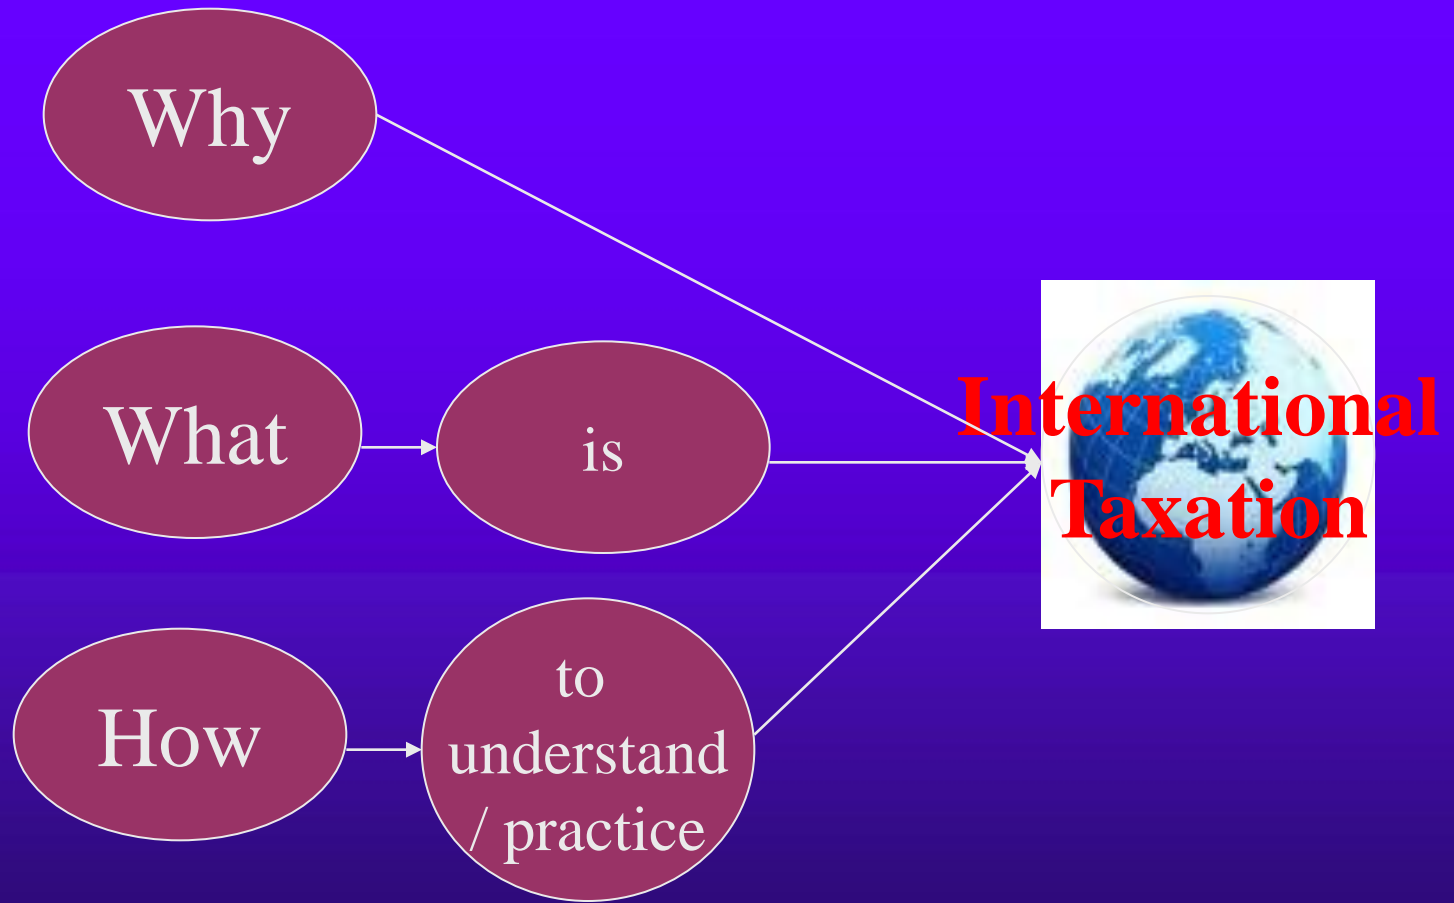 Why
What
is
How
to
understand
/ practice
International
Taxation